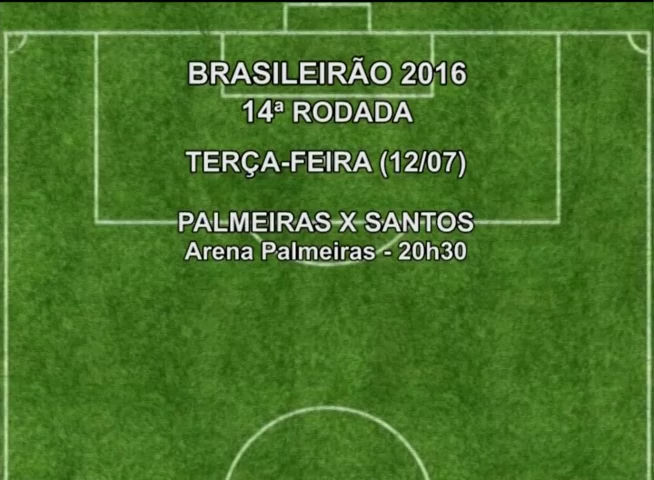 BRASILEIRÃO 2016
14ª RODADA
TERÇA-FEIRA (12/07)
PALMEIRAS X SANTOS
Arena Palmeiras - 20h30